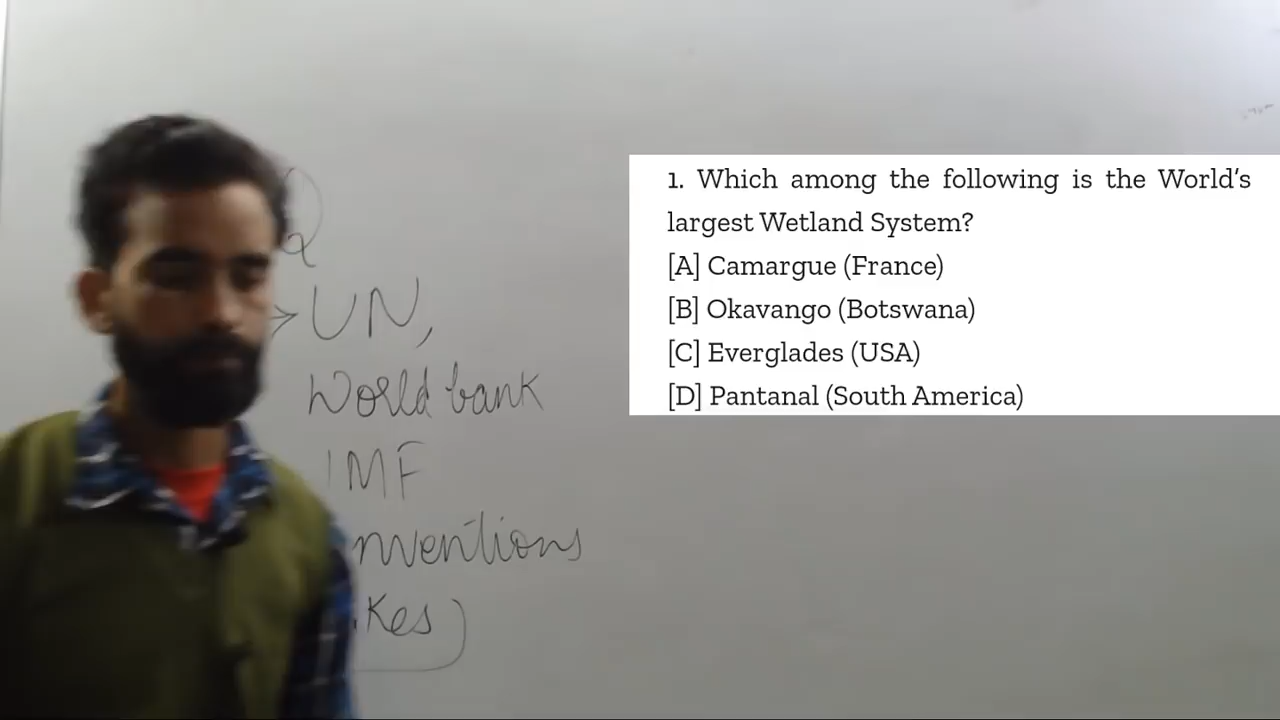 Q
UN,
World bank
IMF
nventions
kes)
1. Which among the following is the World's
largest Wetland System?
[A] Camargue (France)
[B] Okavango (Botswana)
[C] Everglades (USA)
[D] Pantanal (South America)